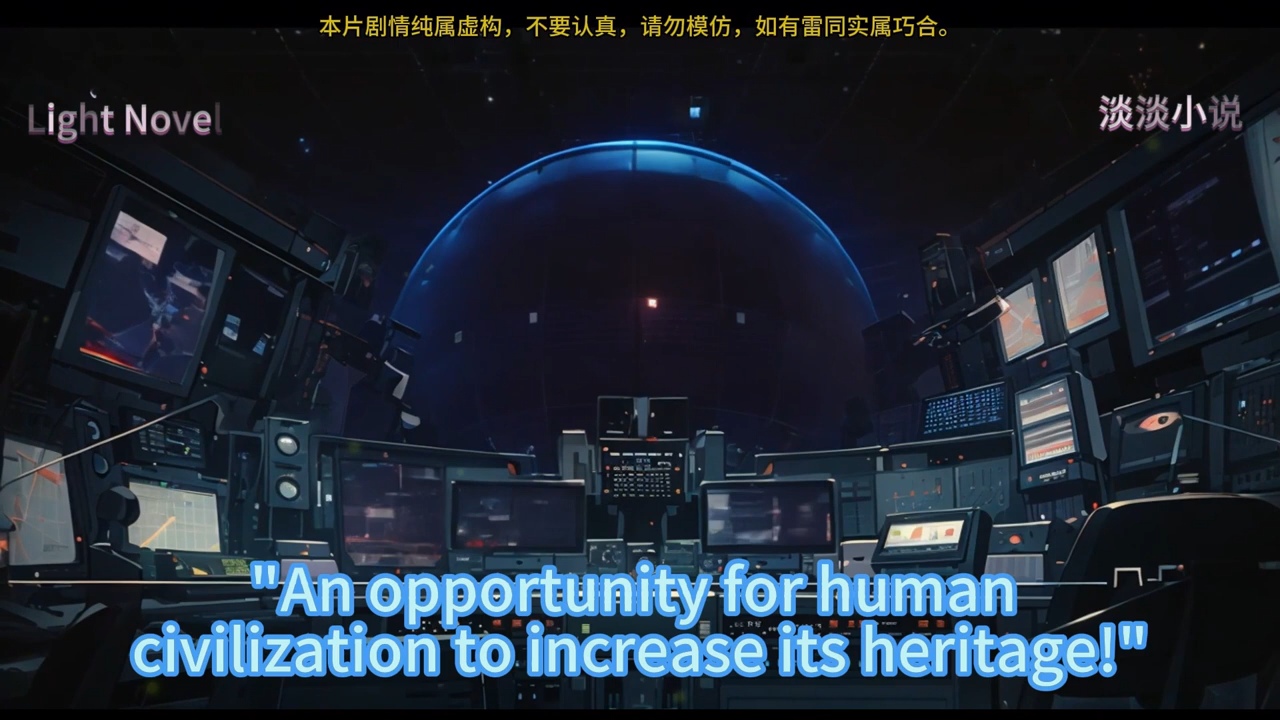 本片剧情纯属虚构，不要认真，请勿模仿，如有雷同实属巧合。
Light Novel
淡淡小说
"An opportunity for human
civilization to increase its heritage!"